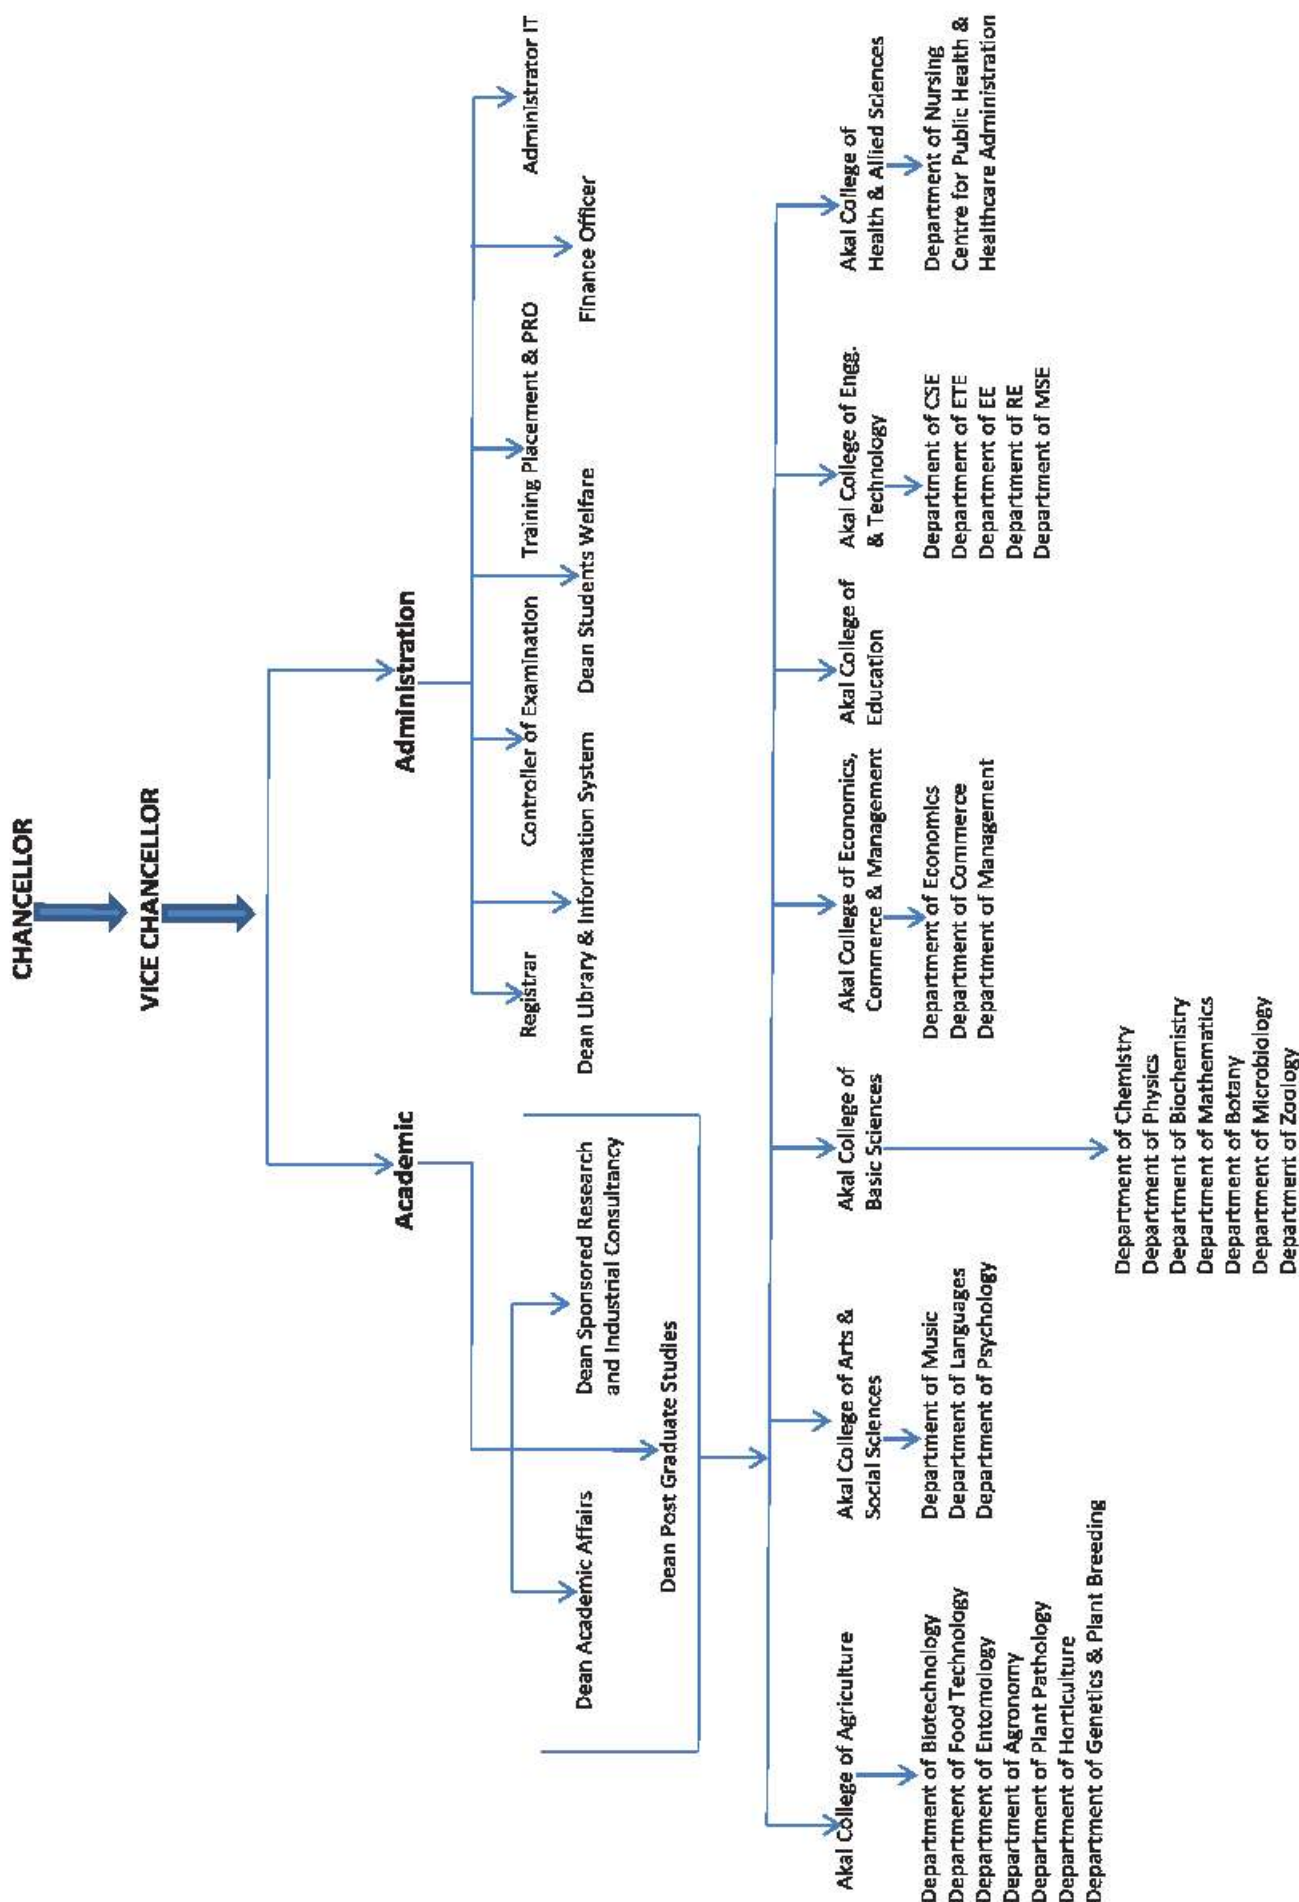 CHANCELLOR
VICE CHANCELLOR
Academic
Administration
Registrar
Controller of Examination
Training Placement & PRO
Administrator IT
Dean Library & Information System
Dean Students Welfare
Finance Officer
Dean Academic Affairs
Dean Sponsored Research
and Industrial Consultancy
Dean Post Graduate Studies
Akal College of Agriculture
Department of Biotechnology
Department of Food Technology
Department of Entomology
Department of Agronomy
Department of Plant Pathology
Department of Horticulture
Department of Genetics & Plant Breeding
Akal College of Arts &
Social Sciences
Department of Music
Department of Languages
Department of Psychology
Akal College of
Basic Sciences
Department of Chemistry
Department of Physics
Department of Biochemistry
Department of Mathematics
Department of Botany
Department of Microbiology
Department of Zoology
Akal College of Economics,
Commerce & Management
Department of Economics
Department of Commerce
Department of Management
Akal College of
Education
Akal College of Engg.
& Technology
Department of CSE
Department of ETE
Department of EE
Department of RE
Department of MSE
Akal College of
Health & Allied Sciences
Department of Nursing
Centre for Public Health &
Healthcare Administration